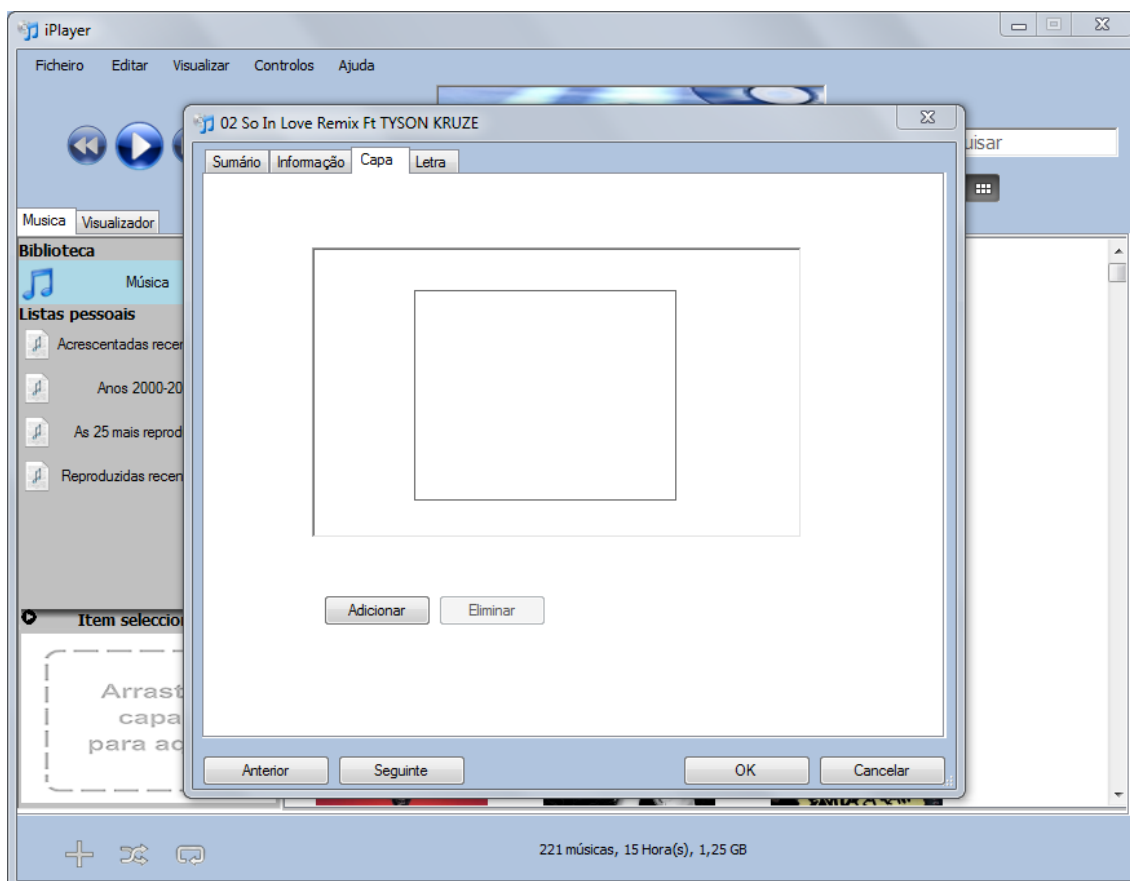 iPlayer
Ficheiro Editar Visualizar Controlos Ajuda
02 So In Love Remix Ft TYSON KRUZE
uisar
Sumário Informação Capa Letra
Musica Visualizador
Biblioteca
Música
Listas pessoais
Acrescentadas recer
Anos 2000-20
As 25 mais reprod
Reproduzidas recen
Adicionar Eliminar
Item seleccio
Arrast
capa
para ac
Anterior Seguinte OK Cancelar
221 músicas, 15 Hora(s), 1,25 GB